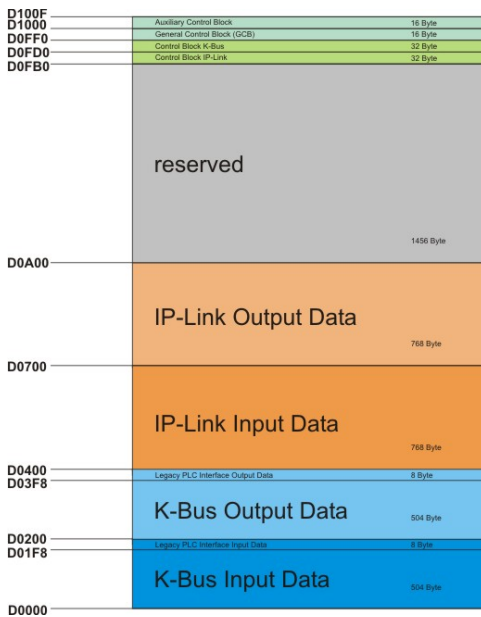 D100F
Auxiliary Control Block 16 Byte
D1000
General Control Block (GCB) 16 Byte
D0FF0
Control Block K-Bus 32 Byte
D0FD0
Control Block IP-Link 32 Byte
D0FB0
reserved
1456 Byte
D0A00
IP-Link Output Data
768 Byte
D0700
IP-Link Input Data
768 Byte
D0400
Legacy PLC Interface Output Data 8 Byte
D03F8
K-Bus Output Data
504 Byte
D0200
Legacy PLC Interface Input Data 8 Byte
D01F8
K-Bus Input Data
504 Byte
D0000